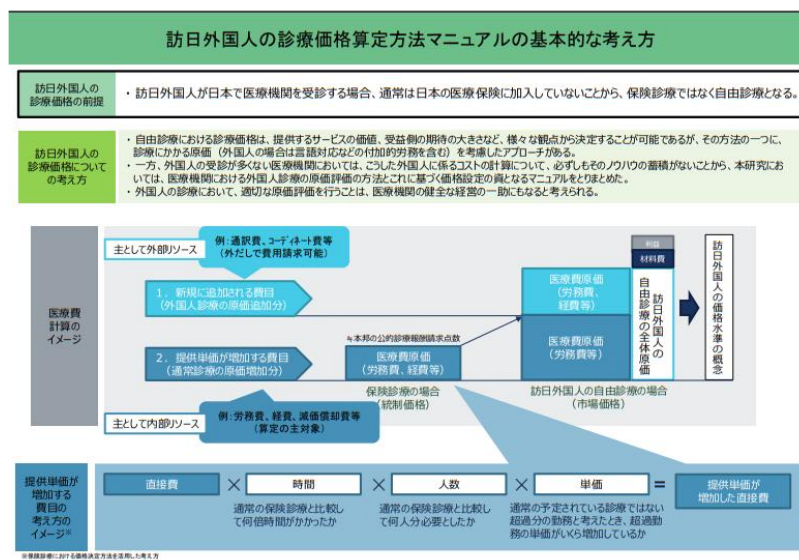 訪日外国人の診療価格算定方法マニュアルの基本的な考え方
訪日外国人の
診療価格の前提
・訪日外国人が日本で医療機関を受診する場合、通常は日本の医療保険に加入していないことから、保険診療ではなく自由診療となる。
訪日外国人の
診療価格について
の考え方
・自由診療における診療価格は、提供するサービスの価値、受益側の期待の大きさなど、様々な観点から決定することが可能であるが、その方法の一つに、
診療にかかる原価（外国人の場合は言語対応などの付加的労務を含む）を考慮したアプローチがある。
・一方、外国人の受診が多くない医療機関においては、こうした外国人に係るコストの計算について、必ずしもそのノウハウの蓄積がないことから、本研究にお
いては、医療機関における外国人診療の原価評価の方法とこれに基づく価格設定の資となるマニュアルをとりまとめた。
・外国人の診療において、適切な原価評価を行うことは、医療機関の健全な経営の一助にもなると考えられる。
医療費
計算の
イメージ
主として外部リソース
例：通訳費、コーディネート費等
（外だしで費用請求可能）
1．新規に追加される費目
（外国人診療の原価追加分）
2．提供単価が増加する費目
（通常診療の原価増加分）
主として内部リソース
例：労務費、経費、減価償却費等
（算定の主対象）
≒本邦の公的診療報酬請求点数
医療費原価
（労務費、経費等）
保険診療の場合
（統制価格）
医療費原価
（労務費、
経費等）
医療費原価
（労務費等）
訪日外国人の自由診療の場合
（市場価格）
利益
材料費
訪日外国人の
自由診療の全体原価
訪日外国人の価格水準の概念
提供単価が
増加する
費目の
考え方の
イメージ※
直接費
×
時間
×
人数
×
単価
=
提供単価が
増加した直接費
通常の保険診療と比較し
て何倍時間がかかったか
通常の保険診療と比較し
て何人分必要としたか
通常の予定されている診療ではない
超過分の勤務と考えたとき、超過勤
務の単価がいくら増加しているか
※保険診療における価格決定方法を活用した考え方